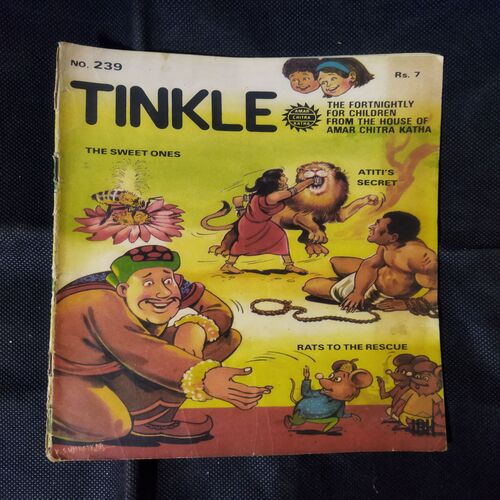 NO. 239
Rs. 7
TINKLE
AMAR
CHITRA
KATHA
THE FORTNIGHTLY
FOR CHILDREN
FROM THE HOUSE OF
AMAR CHITRA KATHA
THE SWEET ONES
ATITI'S
SECRET
RATS TO THE RESCUE
IBH